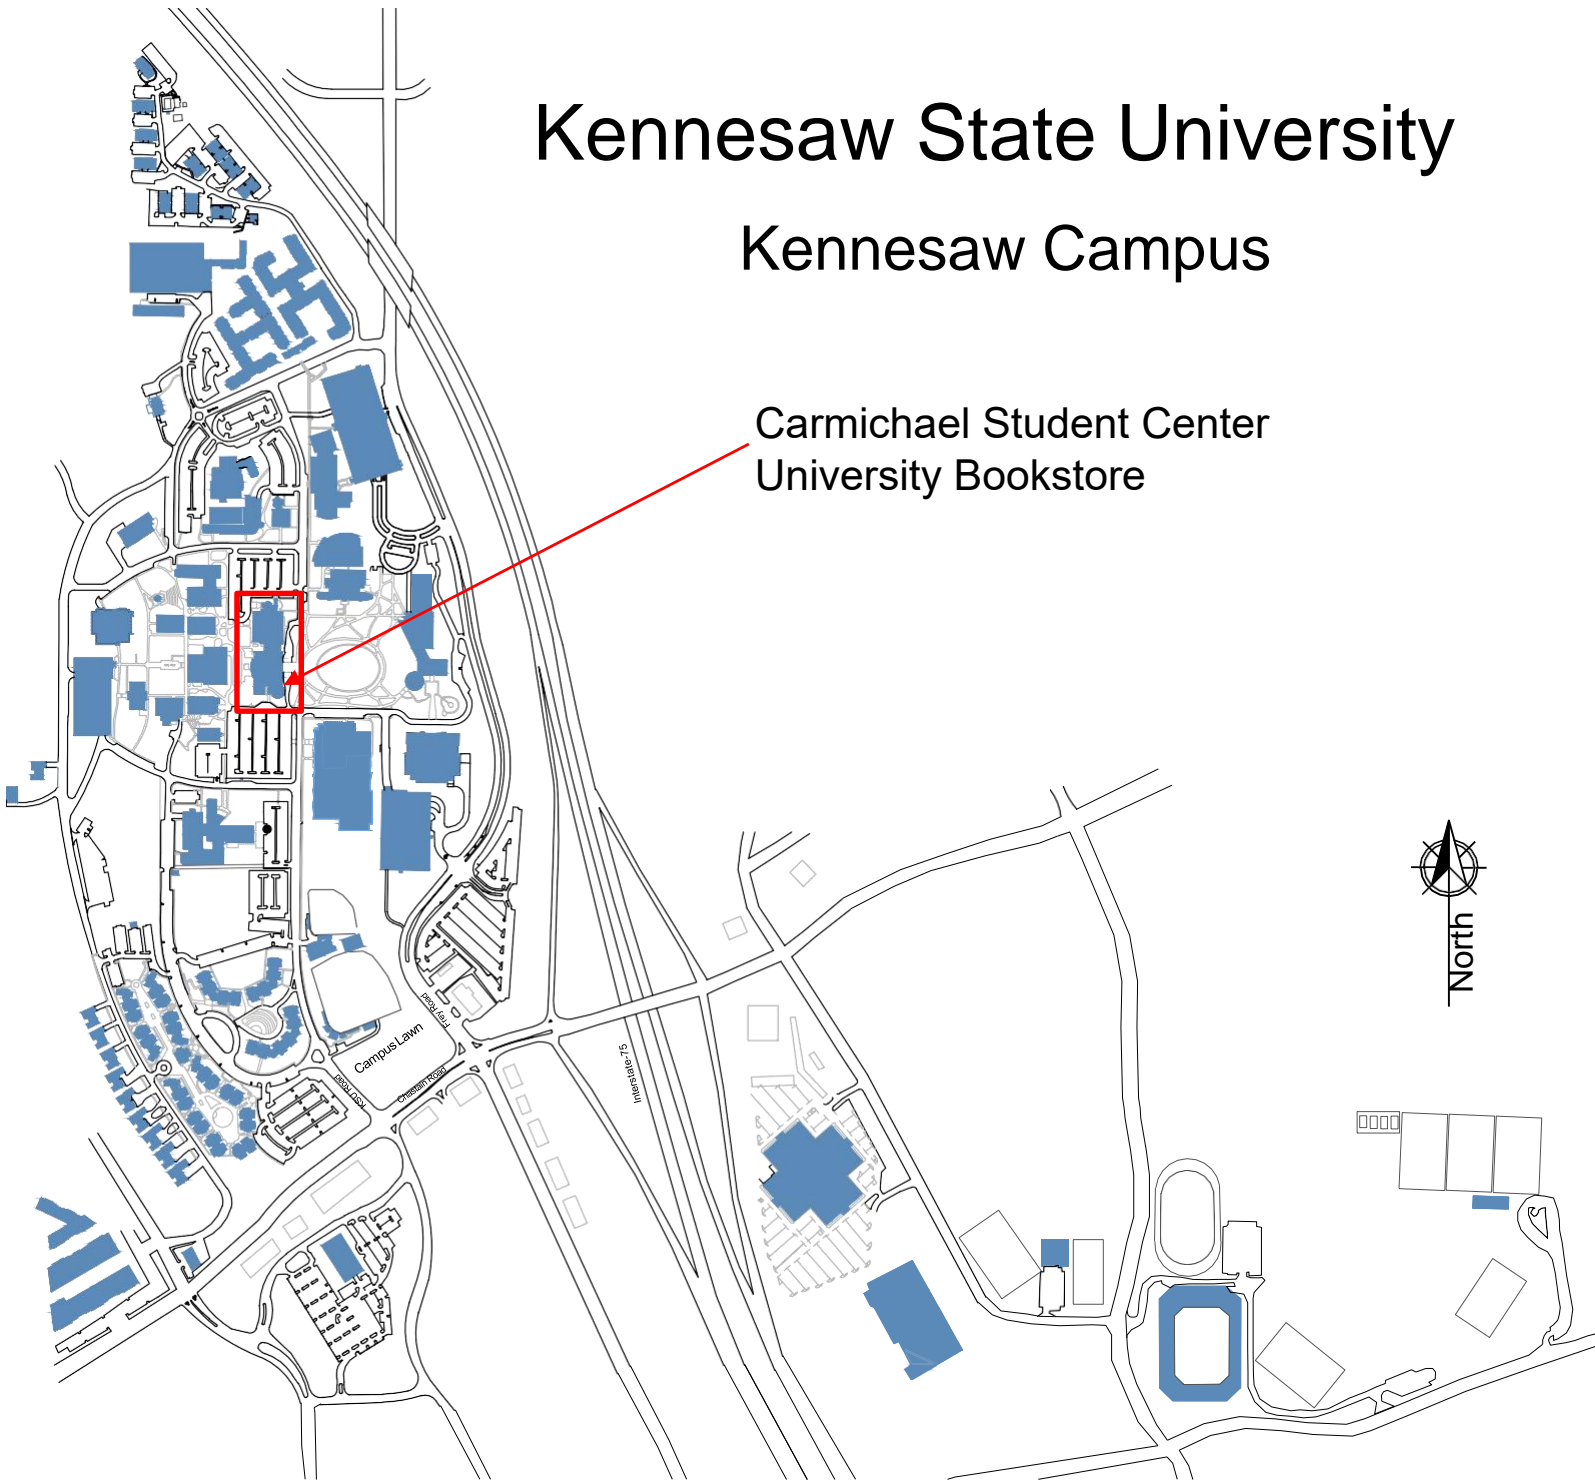 Kennesaw State University
Kennesaw Campus
Carmichael Student Center
University Bookstore
North
Frey Road
Campus Lawn
Chastain Road
KSU Road
Interstate-75